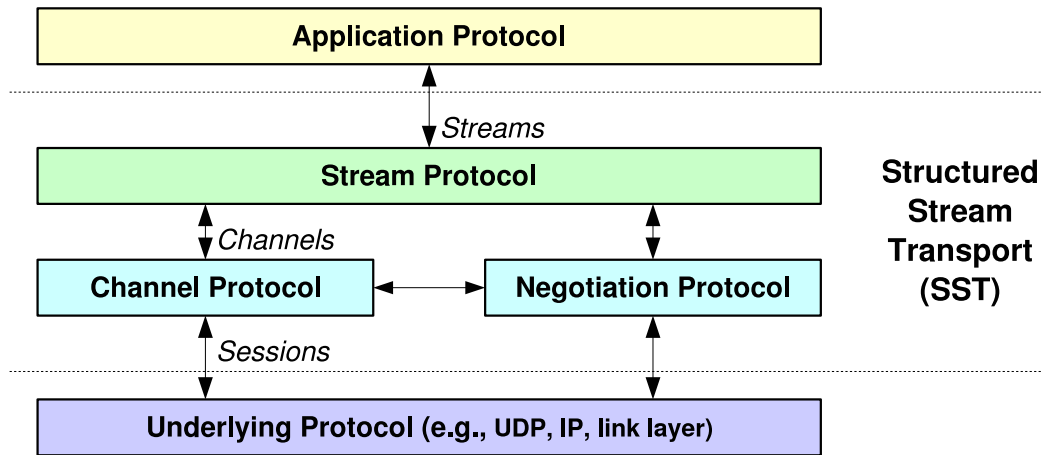 Application Protocol
Streams
Stream Protocol
Structured
Stream
Transport
(SST)
Channels
Channel Protocol
Negotiation Protocol
Sessions
Underlying Protocol (e.g., UDP, IP, link layer)